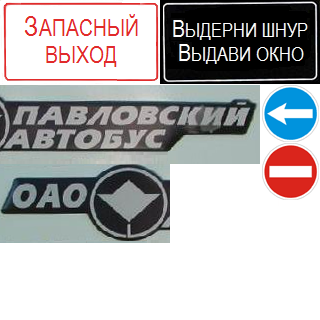 ЗАПАСНЫЙ
ВЫХОД
ВЫДЕРНИ ШНУР
ВЫДАВИ ОКНО
ПАВЛОВСКИЙ
АВТОБУС
ОАО